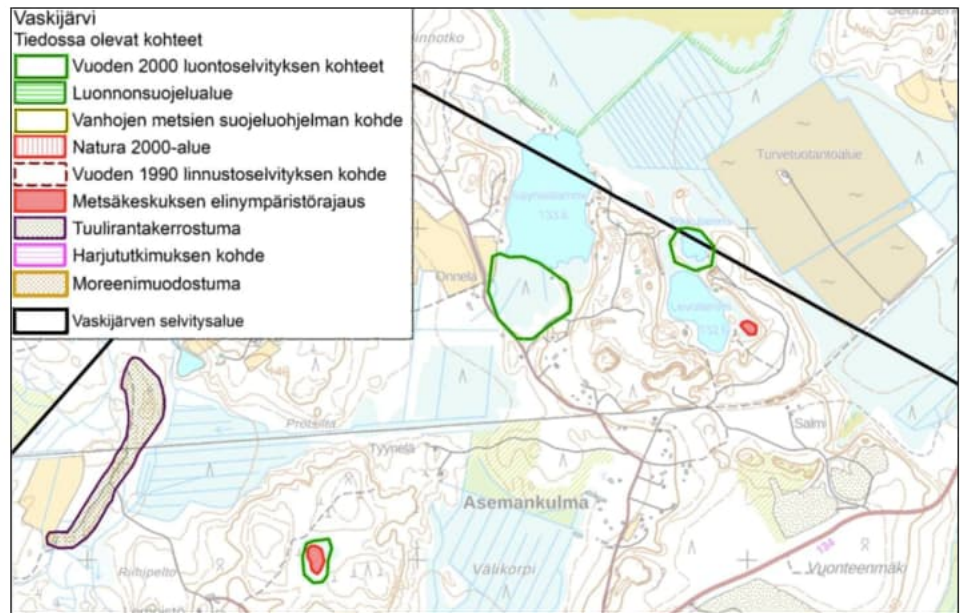 Vaskijärvi
Tiedossa olevat kohteet
Vuoden 2000 luontoselvityksen kohteet
Luonnonsuojelualue
Vanhojen metsien suojeluohjelman kohde
Natura 2000-alue
Vuoden 1990 linnustoselvityksen kohde
Metsäkeskuksen elinympäristörajaus
Tuulirantakerrostuma
Harjututkimuksen kohde
Moreenimuodostuma
Vaskijärven selvitysalue
Turvetuotantoalue
Onnela
Tyynelä
Salmi
Asemankulma
Riihipelto
Välikorpi
134
Vuonteenmäki